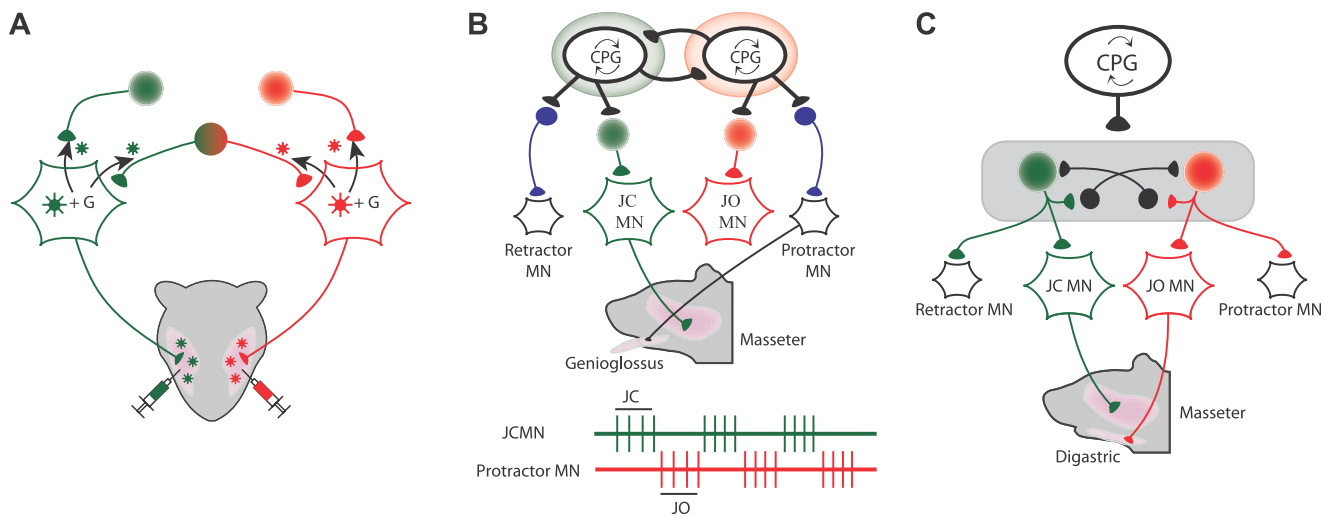 A
+ G
+ G
B
CPG
CPG
JC
MN
JO
MN
Retractor
MN
Protractor
MN
Masseter
Genioglossus
JC
JCMN
Protractor MN
JO
C
CPG
JC MN
JO MN
Retractor MN
Protractor MN
Masseter
Digastric